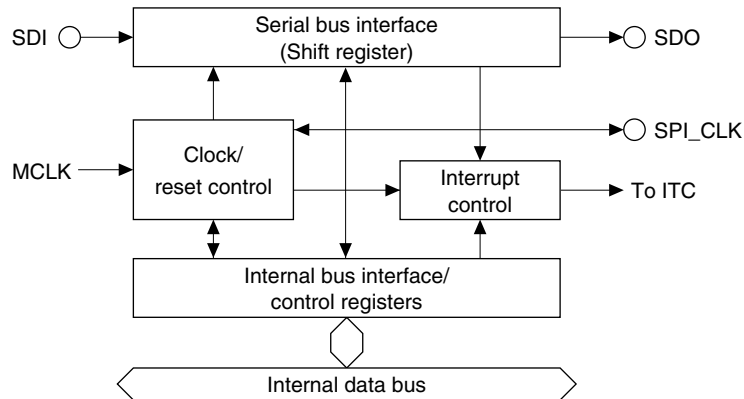 Serial bus interface
(Shift register)
SDI
SDO
SPI_CLK
Clock/
reset control
MCLK
Interrupt
control
To ITC
Internal bus interface/
control registers
Internal data bus